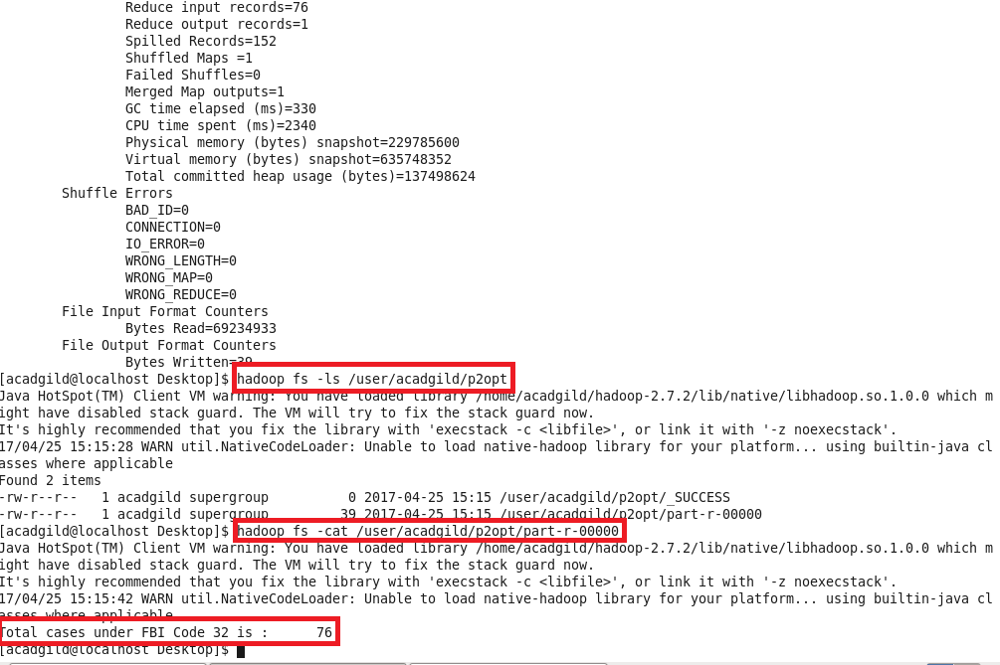 Reduce input records=76
Reduce output records=1
Spilled Records=152
Shuffled Maps =1
Failed Shuffles=0
Merged Map outputs=1
GC time elapsed (ms)=330
CPU time spent (ms)=2340
Physical memory (bytes) snapshot=229785600
Virtual memory (bytes) snapshot=635748352
Total committed heap usage (bytes)=137498624
Shuffle Errors
BAD_ID=0
CONNECTION=0
IO_ERROR=0
WRONG_LENGTH=0
WRONG_MAP=0
WRONG_REDUCE=0
File Input Format Counters
Bytes Read=69234933
File Output Format Counters
Bytes Written=39
[acadgild@localhost Desktop]$ hadoop fs -ls /user/acadgild/p2opt
Java HotSpot(TM) Client VM warning: You have loaded library /home/acadgild/hadoop-2.7.2/lib/native/libhadoop.so.1.0.0 which m
ight have disabled stack guard. The VM will try to fix the stack guard now.
It's highly recommended that you fix the library with 'execstack -c <libfile>', or link it with '-z noexecstack'.
17/04/25 15:15:28 WARN util.NativeCodeLoader: Unable to load native-hadoop library for your platform... using builtin-java cl
asses where applicable
Found 2 items
-rw-r--r--   1 acadgild supergroup          0 2017-04-25 15:15 /user/acadgild/p2opt/_SUCCESS
-rw-r--r--   1 acadgild supergroup         39 2017-04-25 15:15 /user/acadgild/p2opt/part-r-00000
[acadgild@localhost Desktop]$ hadoop fs -cat /user/acadgild/p2opt/part-r-00000
Java HotSpot(TM) Client VM warning: You have loaded library /home/acadgild/hadoop-2.7.2/lib/native/libhadoop.so.1.0.0 which m
ight have disabled stack guard. The VM will try to fix the stack guard now.
It's highly recommended that you fix the library with 'execstack -c <libfile>', or link it with '-z noexecstack'.
17/04/25 15:15:42 WARN util.NativeCodeLoader: Unable to load native-hadoop library for your platform... using builtin-java cl
asses where applicable
Total cases under FBI Code 32 is :      76
[acadgild@localhost Desktop]$